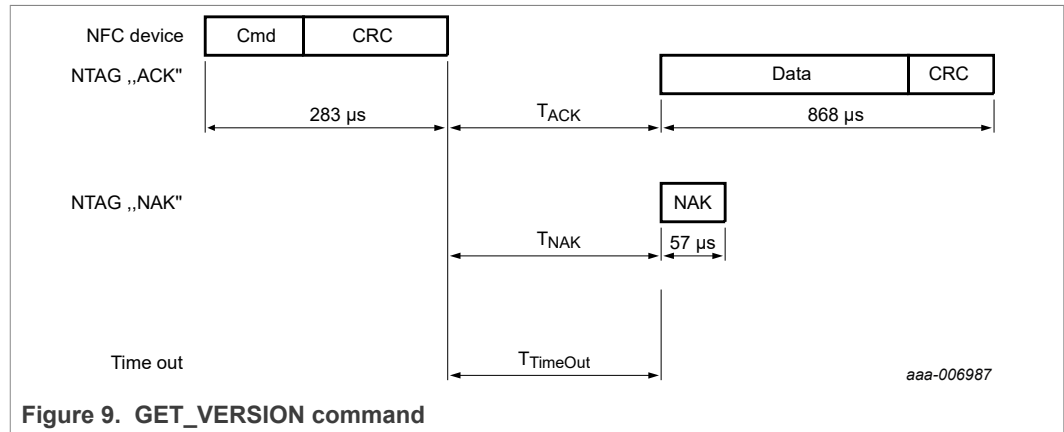 NFC device Cmd CRC
NTAG ,,ACK" Data CRC
283 µs TACK 868 µs
NTAG ,,NAK" NAK
TNAK 57 µs
Time out TTimeOut aaa-006987
Figure 9. GET_VERSION command